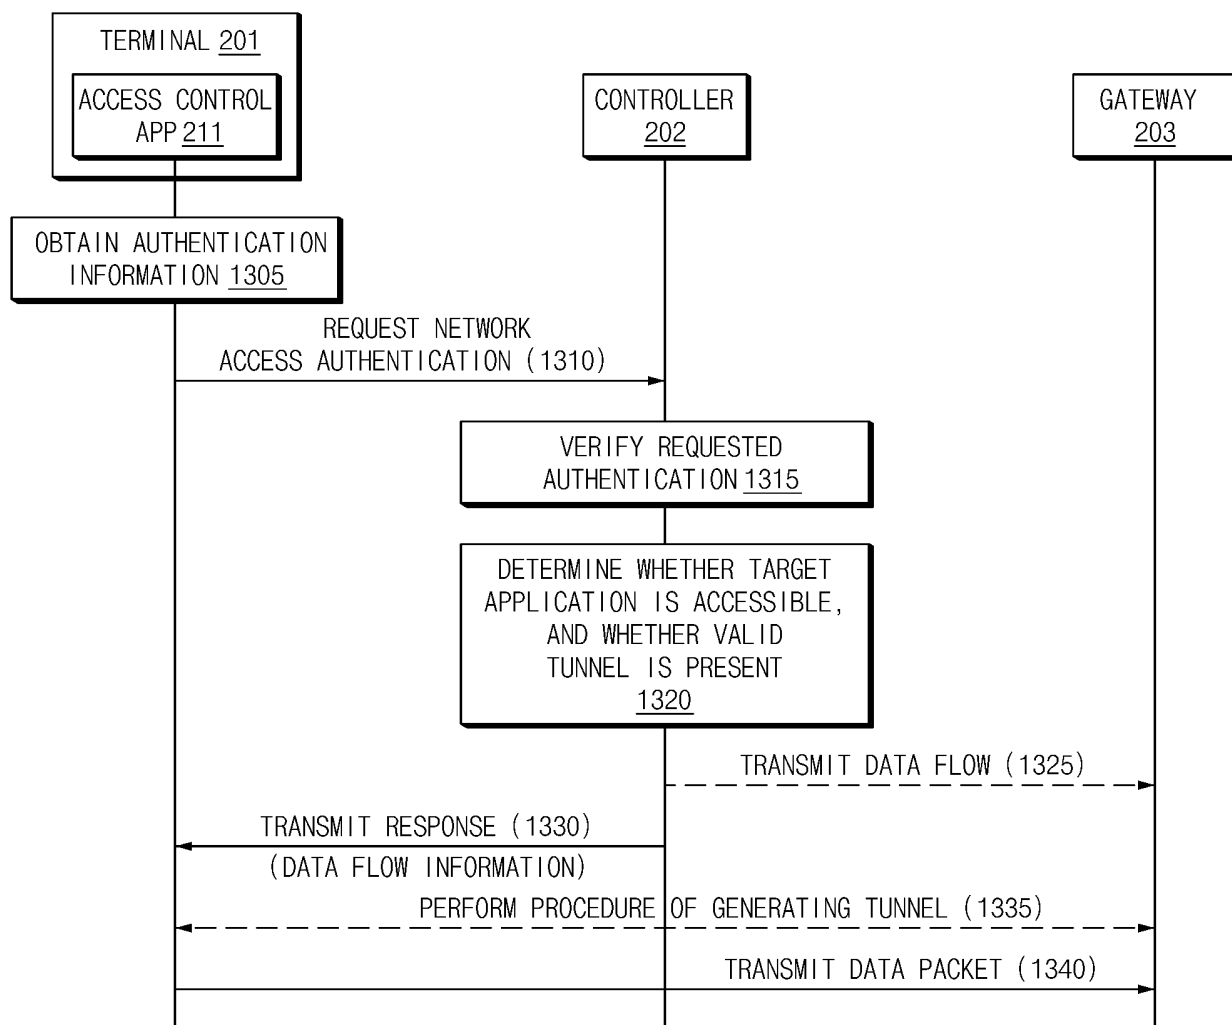 TERMINAL 201
ACCESS CONTROL
APP 211
CONTROLLER
202
GATEWAY
203
OBTAIN AUTHENTICATION
INFORMATION 1305
REQUEST NETWORK
ACCESS AUTHENTICATION (1310)
VERIFY REQUESTED
AUTHENTICATION 1315
DETERMINE WHETHER TARGET
APPLICATION IS ACCESSIBLE,
AND WHETHER VALID
TUNNEL IS PRESENT
1320
TRANSMIT DATA FLOW (1325)
TRANSMIT RESPONSE (1330)
(DATA FLOW INFORMATION)
PERFORM PROCEDURE OF GENERATING TUNNEL (1335)
TRANSMIT DATA PACKET (1340)